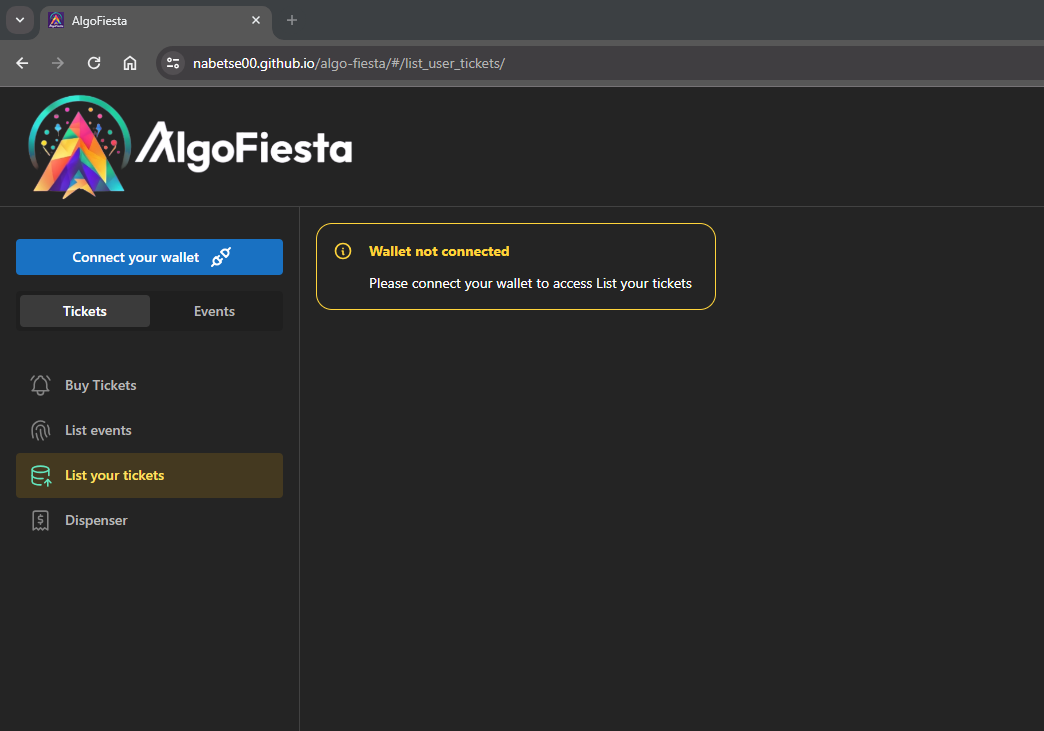 AlgoFiesta
nabetse00.github.io/algo-fiesta/#/list_user_tickets/
AlgoFiesta
Connect your wallet
Tickets Events
Buy Tickets
List events
List your tickets
Dispenser
Wallet not connected
Please connect your wallet to access List your tickets